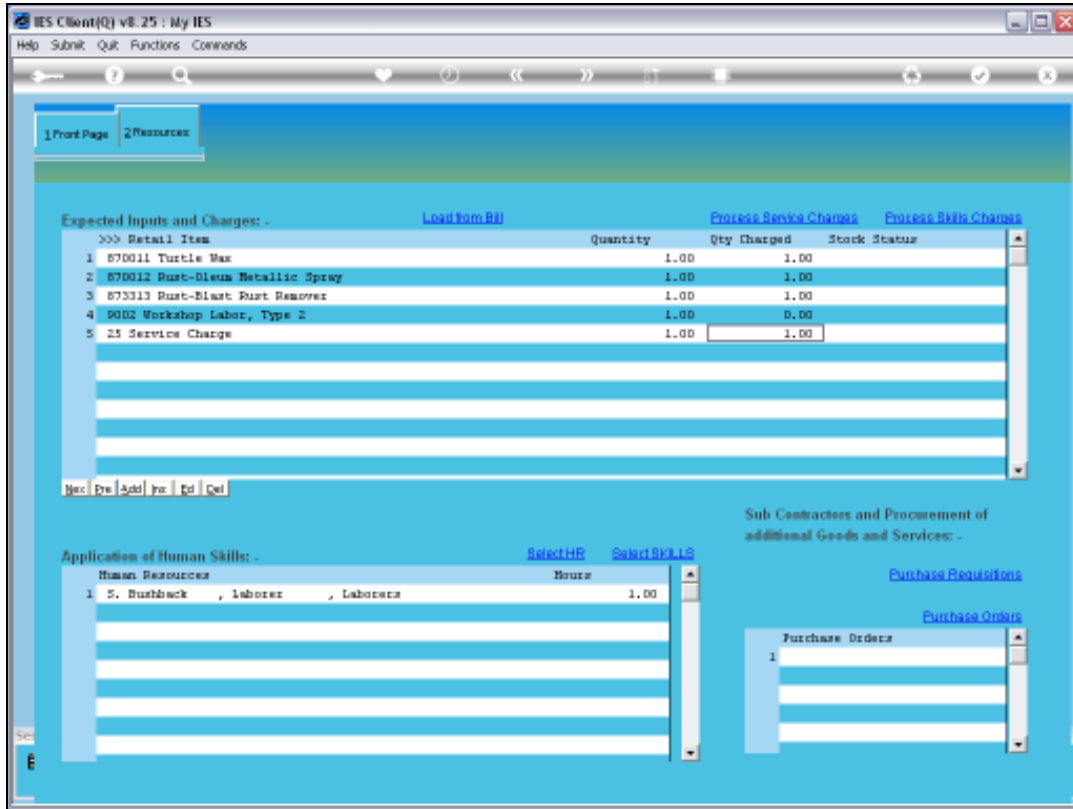 IES Client(Q) v8.25 : My IES
Help Submit Quit Functions Commands
1 Front Page 2 Resources
Expected Inputs and Charges: - Load from Bill Process Service Charges Process Skills Charges
>>> Retail Item Quantity Qty Charged Stock Status
1 870011 Turtle Wax 1.00 1.00
2 870012 Rust-Oleum Metallic Spray 1.00 1.00
3 873313 Rust-Blast Rust Remover 1.00 1.00
4 9002 Workshop Labor, Type 2 1.00 0.00
5 25 Service Charge 1.00 1.00
Nex Pre Add Ins Ed Del
Sub Contractors and Procurement of
additional Goods and Services: -
Application of Human Skills: - Select HR Select SKILLS
Human Resources Hours
1 S. Bushback , laborer , Laborers 1.00
Purchase Requisitions
Purchase Orders
Purchase Orders
1